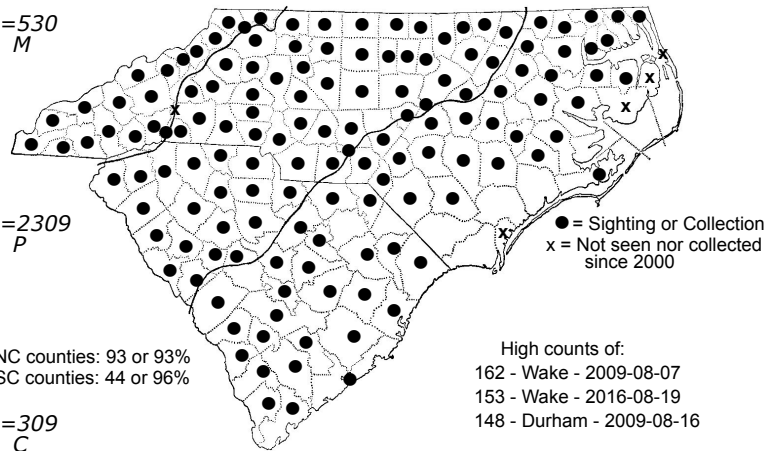 =530
M
=2309
P
● = Sighting or Collection
x = Not seen nor collected
since 2000
NC counties: 93 or 93%
SC counties: 44 or 96%
High counts of:
162 - Wake - 2009-08-07
153 - Wake - 2016-08-19
148 - Durham - 2009-08-16
=309
C